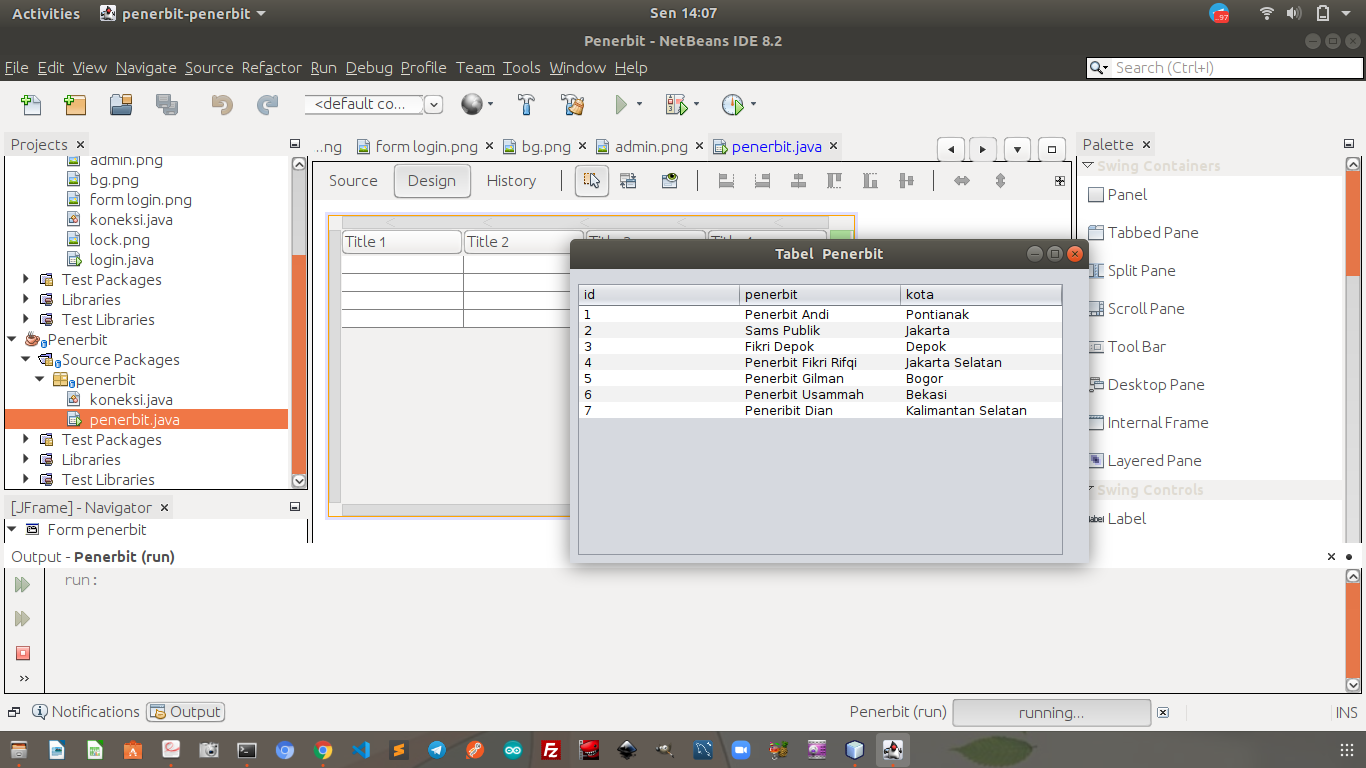 Activities penerbit-penerbit Sen 14:07 97
Penerbit - NetBeans IDE 8.2
File Edit View Navigate Source Refactor Run Debug Profile Team Tools Window Help Search (Ctrl+I)
<default co...
Projects ..ng form login.png bg.png admin.png penerbit.java Palette
admin.png
bg.png
form login.png
koneksi.java
lock.png
login.java
Test Packages
Libraries
Test Libraries
Penerbit
Source Packages
penerbit
koneksi.java
penerbit.java
Test Packages
Libraries
Test Libraries
[JFrame] - Navigator
Form penerbit
Source Design History
Title 1 Title 2
Tabel Penerbit
id penerbit kota
1 Penerbit Andi Pontianak
2 Sams Publik Jakarta
3 Fikri Depok Depok
4 Penerbit Fikri Rifqi Jakarta Selatan
5 Penerbit Gilman Bogor
6 Penerbit Usammah Bekasi
7 Peneribit Dian Kalimantan Selatan
Swing Containers
Panel
Tabbed Pane
Split Pane
Scroll Pane
Tool Bar
Desktop Pane
Internal Frame
Layered Pane
Swing Controls
label Label
Output - Penerbit (run)
run:
Notifications Output Penerbit (run) running... INS